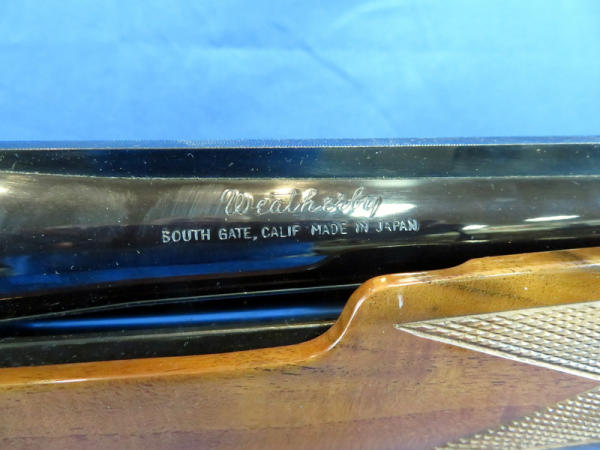 Weatherby
SOUTH GATE, CALIF MADE IN JAPAN